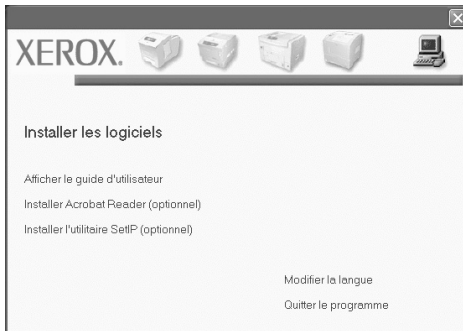 XEROX.
Installer les logiciels
Afficher le guide d'utilisateur
Installer Acrobat Reader (optionnel)
Installer l'utilitaire SetIP (optionnel)
Modifier la langue
Quitter le programme